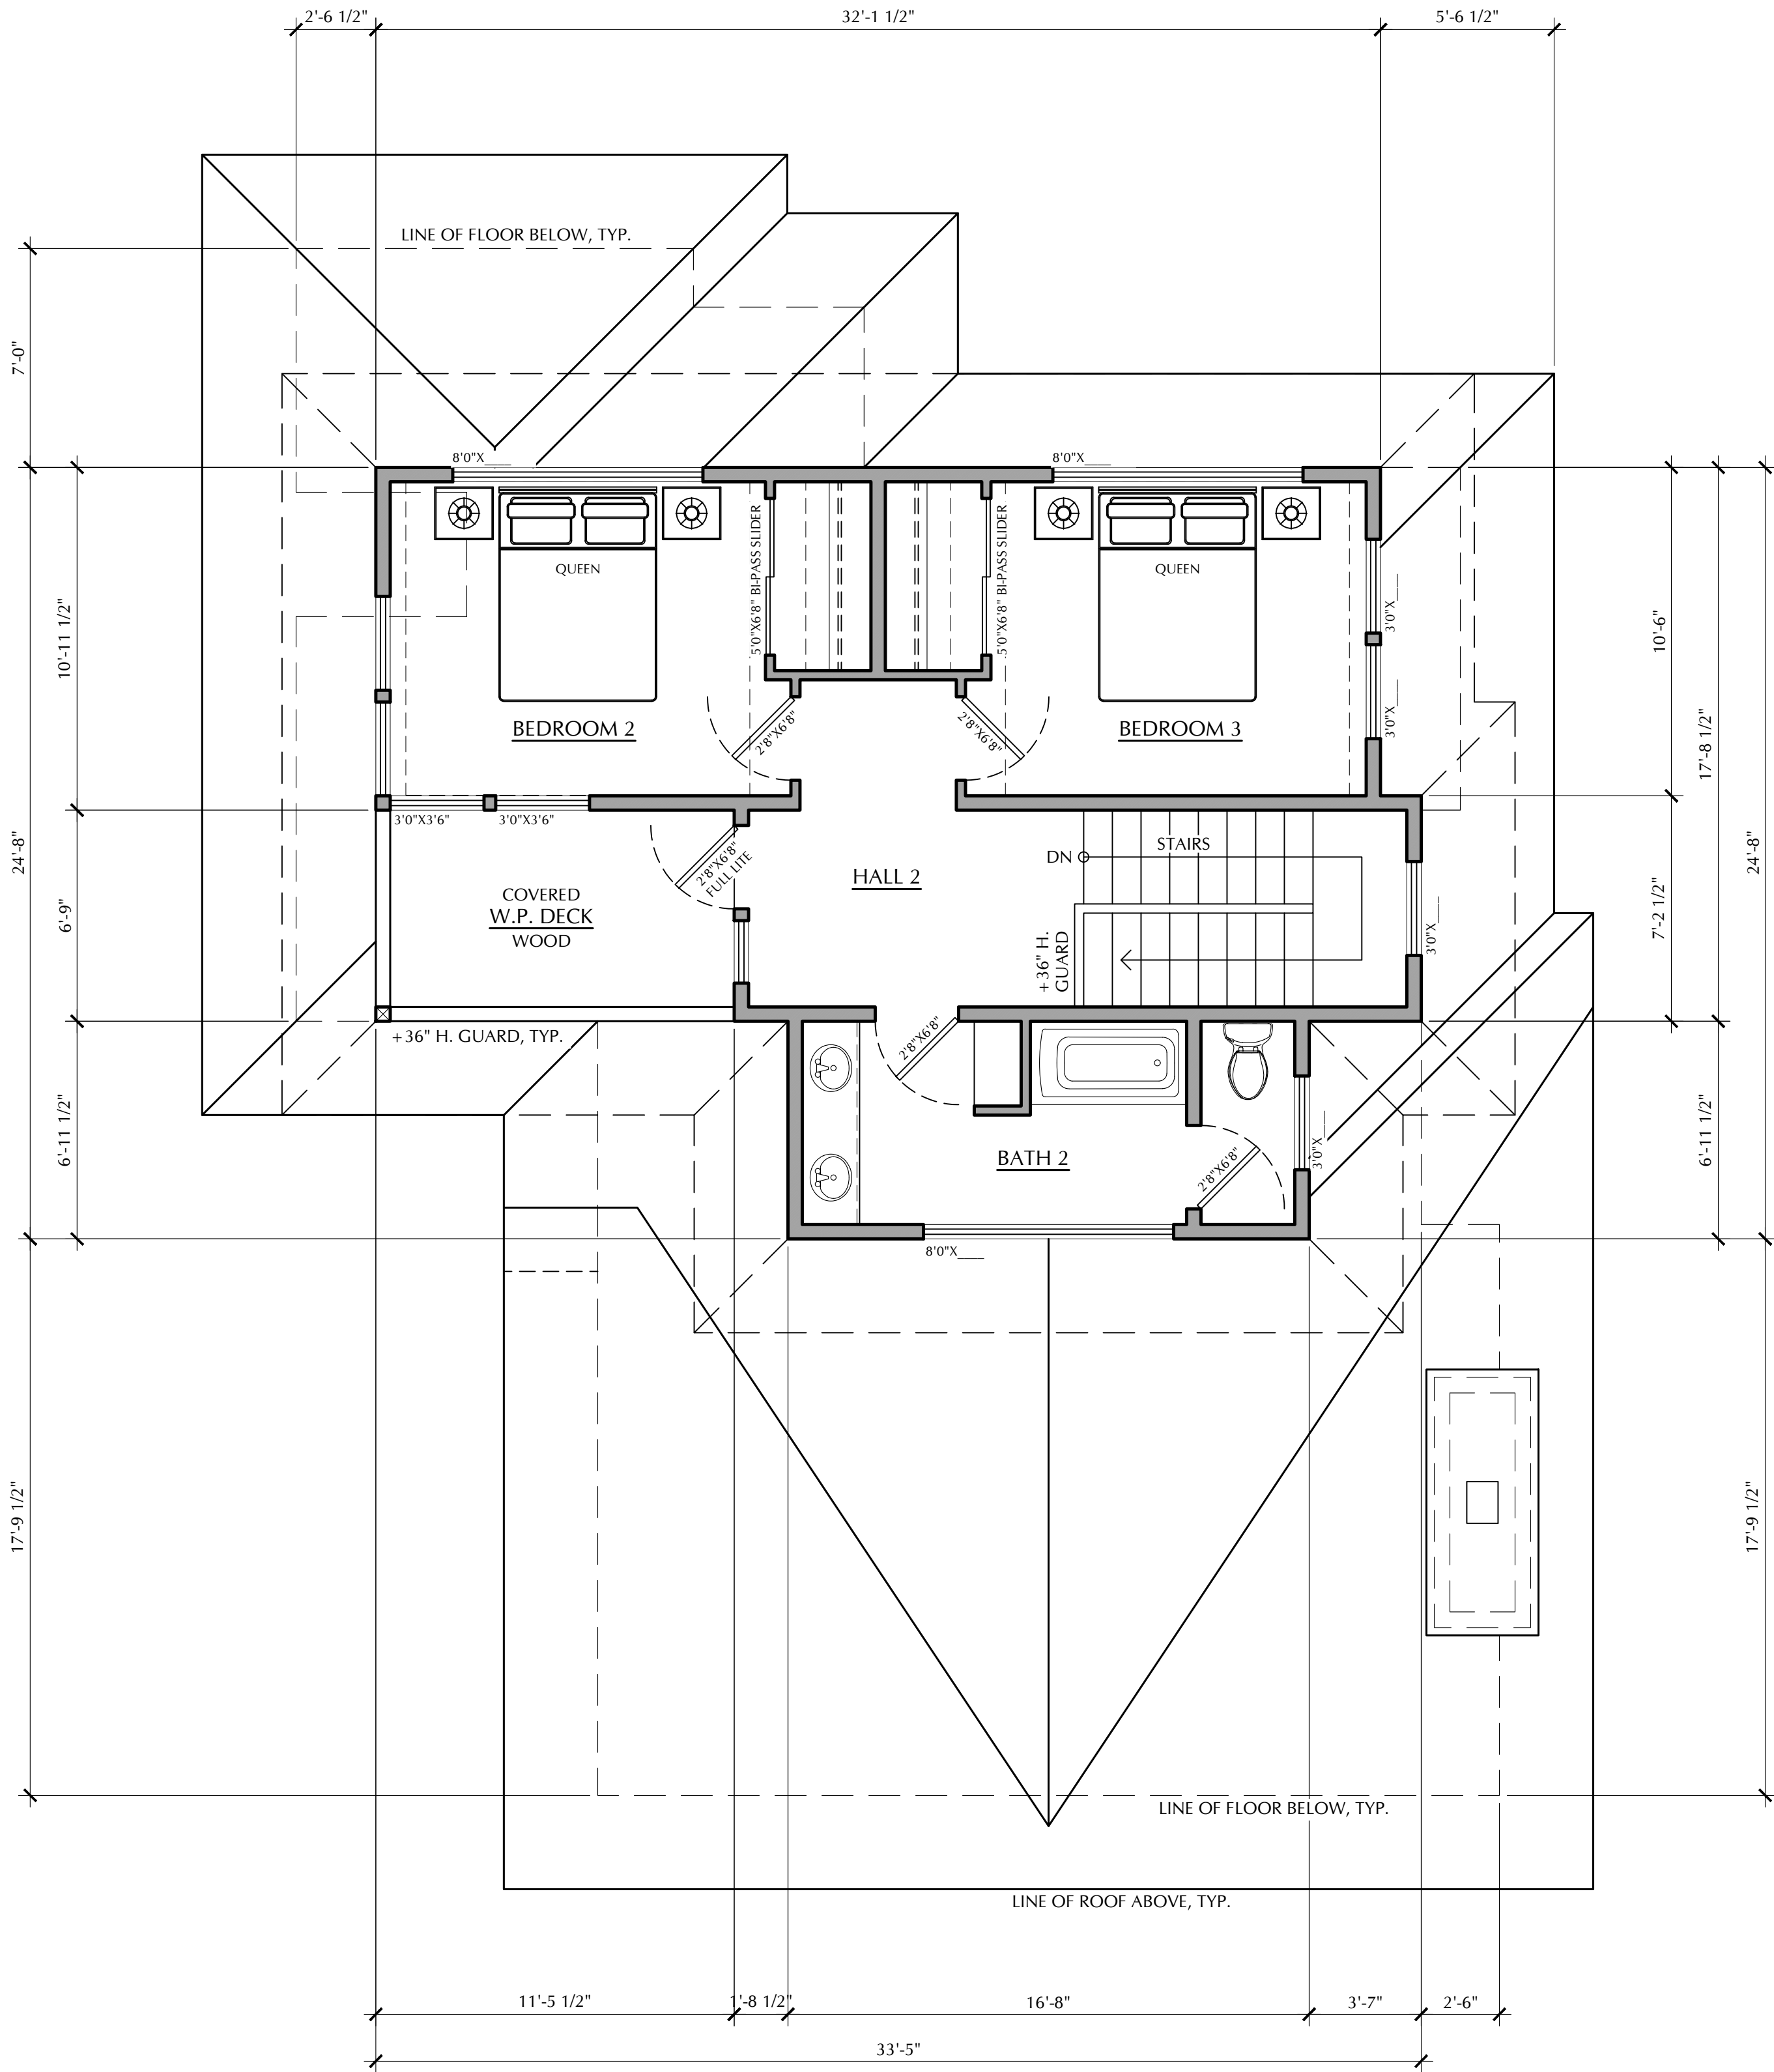 2'-6 1/2"
32'-1 1/2"
5'-6 1/2"
LINE OF FLOOR BELOW, TYP.
7'-0"
8'0"X___
8'0"X___
5'0"X6'8" BI-PASS SLIDER
5'0"X6'8" BI-PASS SLIDER
QUEEN
QUEEN
3'0"X___
3'0"X___
10'-11 1/2"
10'-6"
17'-8 1/2"
BEDROOM 2
2'8"X6'8"
2'8"X6'8"
BEDROOM 3
3'0"X3'6"
3'0"X3'6"
24'-8"
24'-8"
2'8"X6'8"
FULL LITE
DN
STAIRS
HALL 2
COVERED
W.P. DECK
WOOD
6'-9"
7'-2 1/2"
3'0"X___
+36" H.
GUARD
+36" H. GUARD, TYP.
2'8"X6'8"
6'-11 1/2"
6'-11 1/2"
BATH 2
2'8"X6'8"
3'0"X___
8'0"X___
17'-9 1/2"
17'-9 1/2"
LINE OF FLOOR BELOW, TYP.
LINE OF ROOF ABOVE, TYP.
11'-5 1/2"
1'-8 1/2"
16'-8"
3'-7"
2'-6"
33'-5"